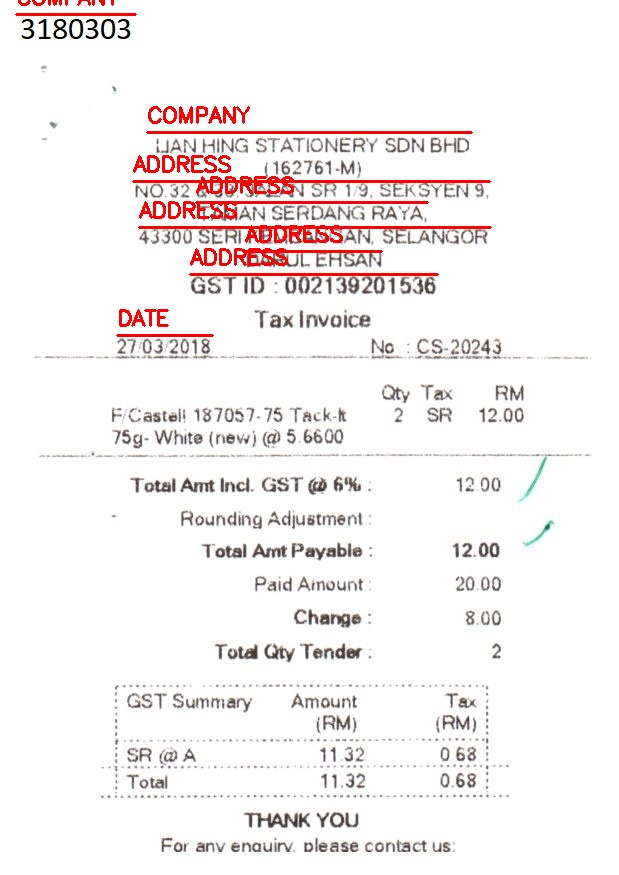 COMPANY
3180303
COMPANY
LIAN HING STATIONERY SDN BHD
ADDRESS
(162761-M)
ADDRESS
NO.32 SR 1/9, SEKSYEN 9,
ADDRESS
TAMAN SERDANG RAYA,
ADDRESS
43300 SERI SELANGOR
ADDRESS
EHSAN
GST ID : 002139201536
DATE
Tax Invoice
27/03/2018 No : CS-20243
Qty Tax RM
F/Castell 187057-75 Tack-It 2 SR 12.00
75g- White (new) @ 5.6600
Total Amt Incl. GST @ 6% : 12.00
Rounding Adjustment :
Total Amt Payable : 12.00
Paid Amount : 20.00
Change : 8.00
Total Qty Tender : 2
GST Summary Amount Tax
(RM) (RM)
SR @ A 11.32 0.68
Total 11.32 0.68
THANK YOU
For any enquiry, please contact us: